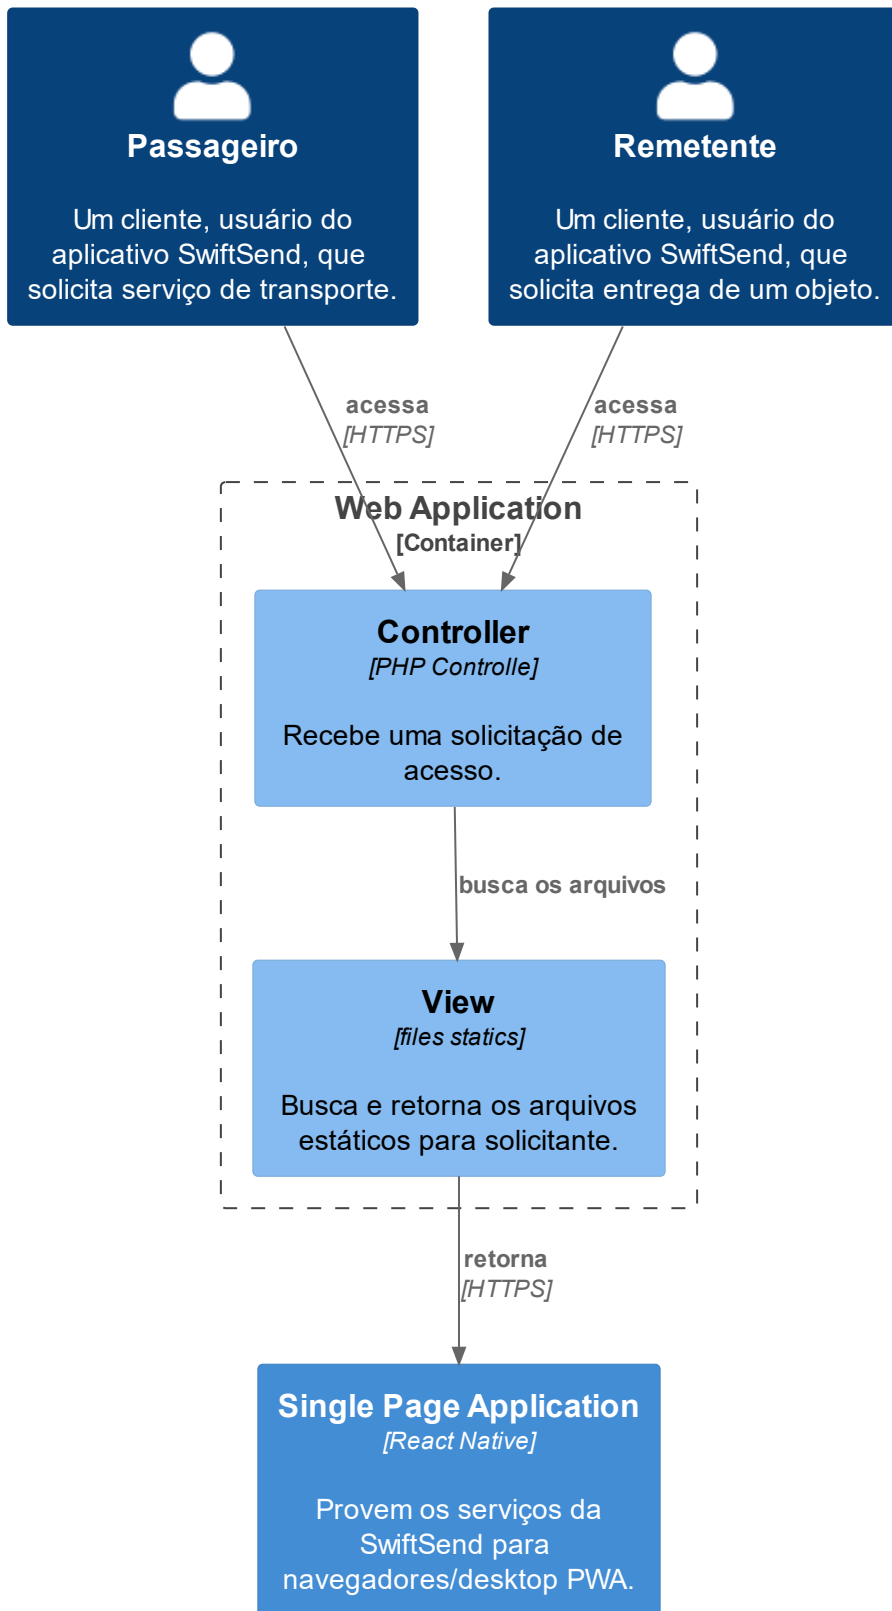 Passageiro
Um cliente, usuário do
aplicativo SwiftSend, que
solicita serviço de transporte.
Remetente
Um cliente, usuário do
aplicativo SwiftSend, que
solicita entrega de um objeto.
acessa
[HTTPS]
acessa
[HTTPS]
Web Application
[Container]
Controller
[PHP Controlle]
Recebe uma solicitação de
acesso.
busca os arquivos
View
[files statics]
Busca e retorna os arquivos
estáticos para solicitante.
retorna
[HTTPS]
Single Page Application
[React Native]
Provem os serviços da
SwiftSend para
navegadores/desktop PWA.